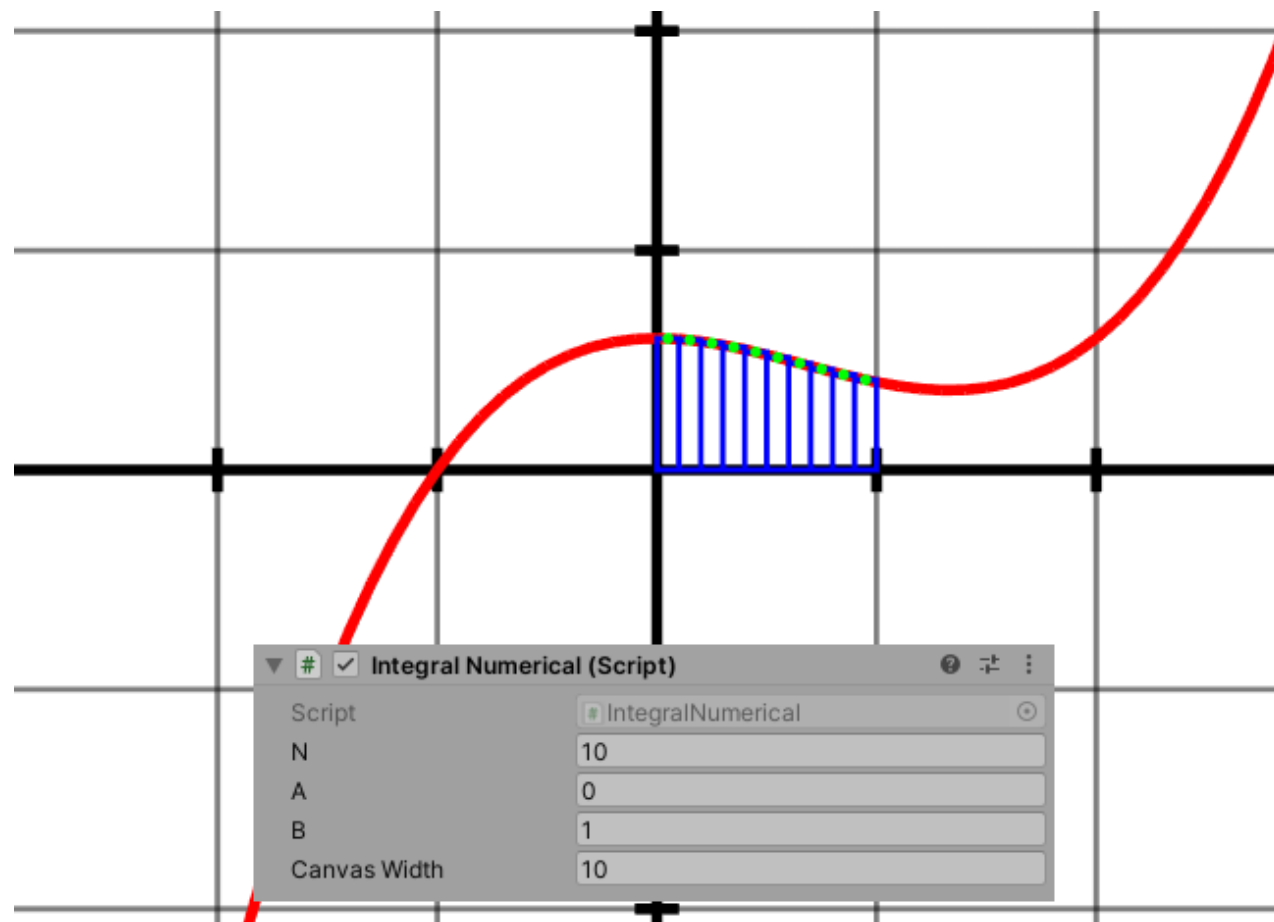 Integral Numerical (Script)
Script IntegralNumerical
N 10
A 0
B 1
Canvas Width 10